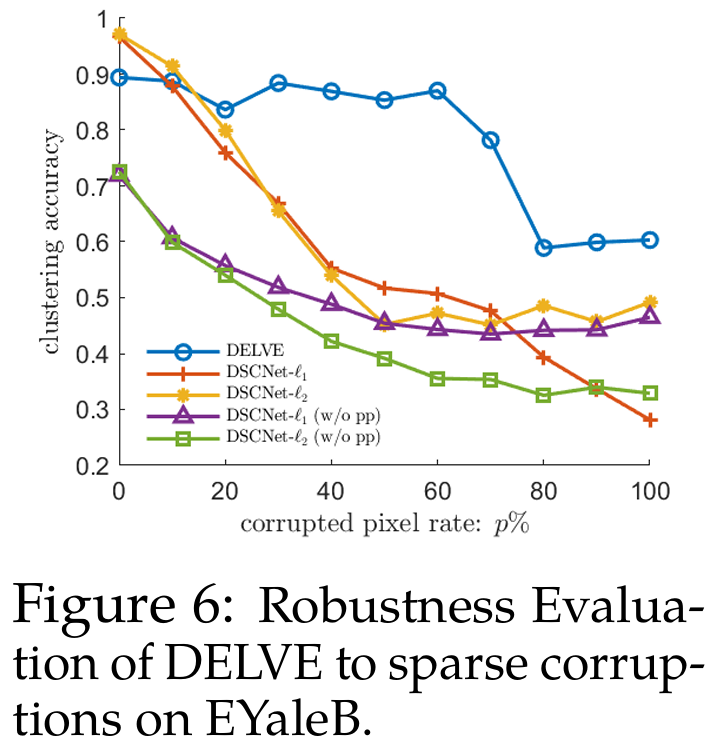 1
0.9
0.8
0.7
0.6
0.5
0.4
0.3
0.2
clustering accuracy
DELVE
DSCNet-ℓ₁
DSCNet-ℓ₂
DSCNet-ℓ₁ (w/o pp)
DSCNet-ℓ₂ (w/o pp)
0 20 40 60 80 100
corrupted pixel rate: p%
Figure 6: Robustness Evalua-
tion of DELVE to sparse corrup-
tions on EYaleB.